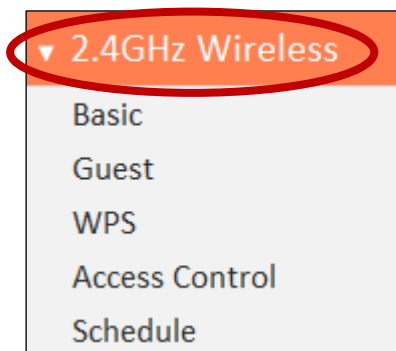 2.4GHz Wireless
Basic
Guest
WPS
Access Control
Schedule